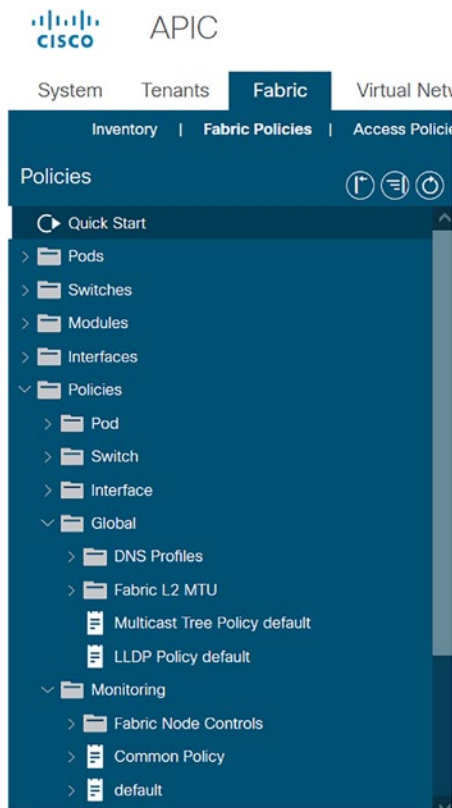 CISCO APIC
System Tenants Fabric Virtual Netw
Inventory | Fabric Policies | Access Policie
Policies
Quick Start
Pods
Switches
Modules
Interfaces
Policies
Pod
Switch
Interface
Global
DNS Profiles
Fabric L2 MTU
Multicast Tree Policy default
LLDP Policy default
Monitoring
Fabric Node Controls
Common Policy
default